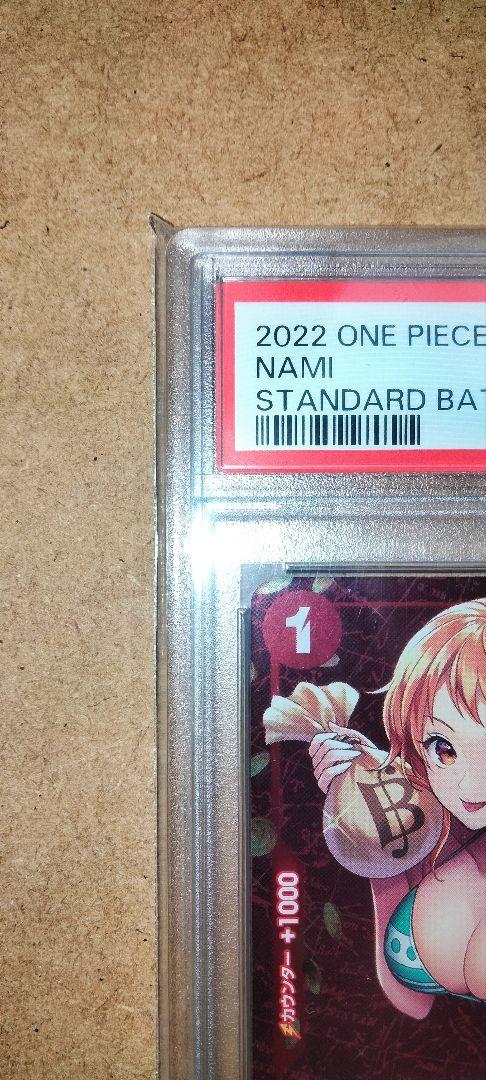 2022 ONE PIECE
NAMI
STANDARD BAT
1
B
カウンター +1000